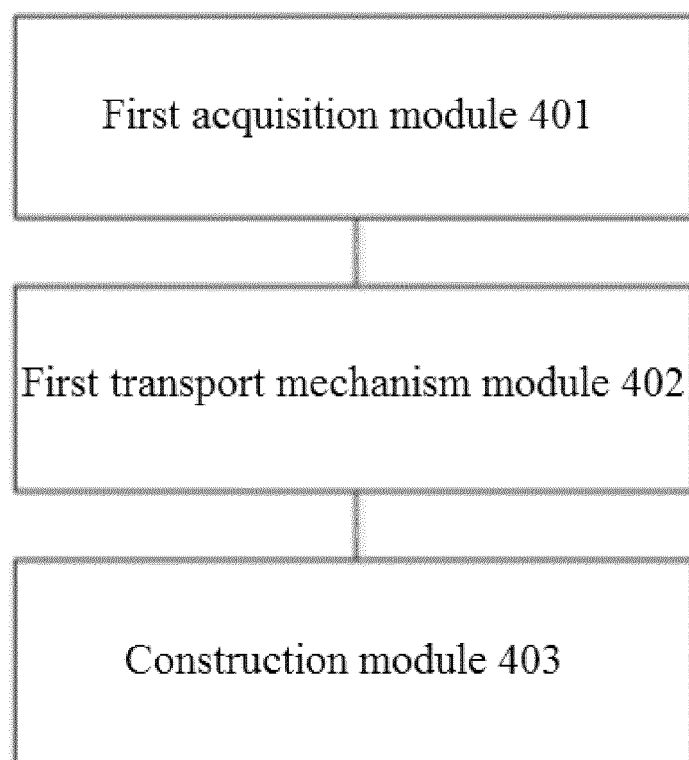 First acquisition module 401
First transport mechanism module 402
Construction module 403